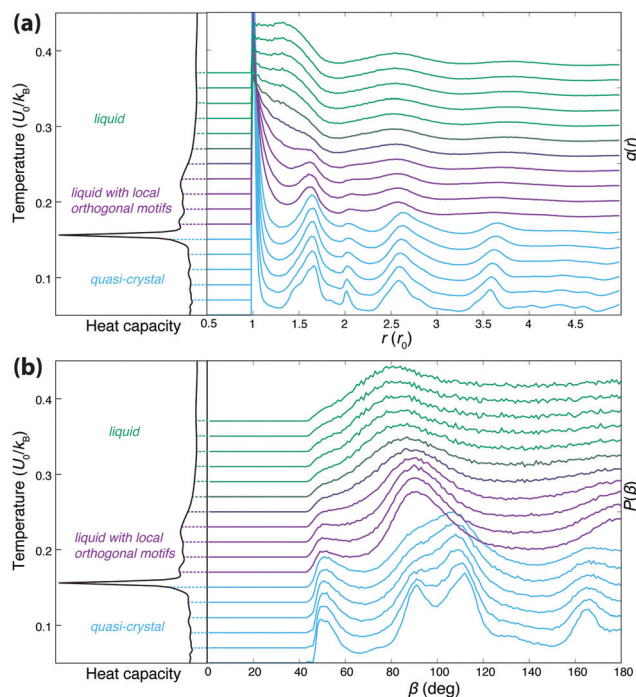 (a)
Temperature (U₀/k_B)
0.4
0.3
0.2
0.1
liquid
liquid with local
orthogonal motifs
quasi-crystal
g(r)
Heat capacity
0.5 1 1.5 2 2.5 3 3.5 4 4.5
r (r₀)
(b)
Temperature (U₀/k_B)
0.4
0.3
0.2
0.1
liquid
liquid with local
orthogonal motifs
quasi-crystal
P(β)
Heat capacity
0 20 40 60 80 100 120 140 160 180
β (deg)